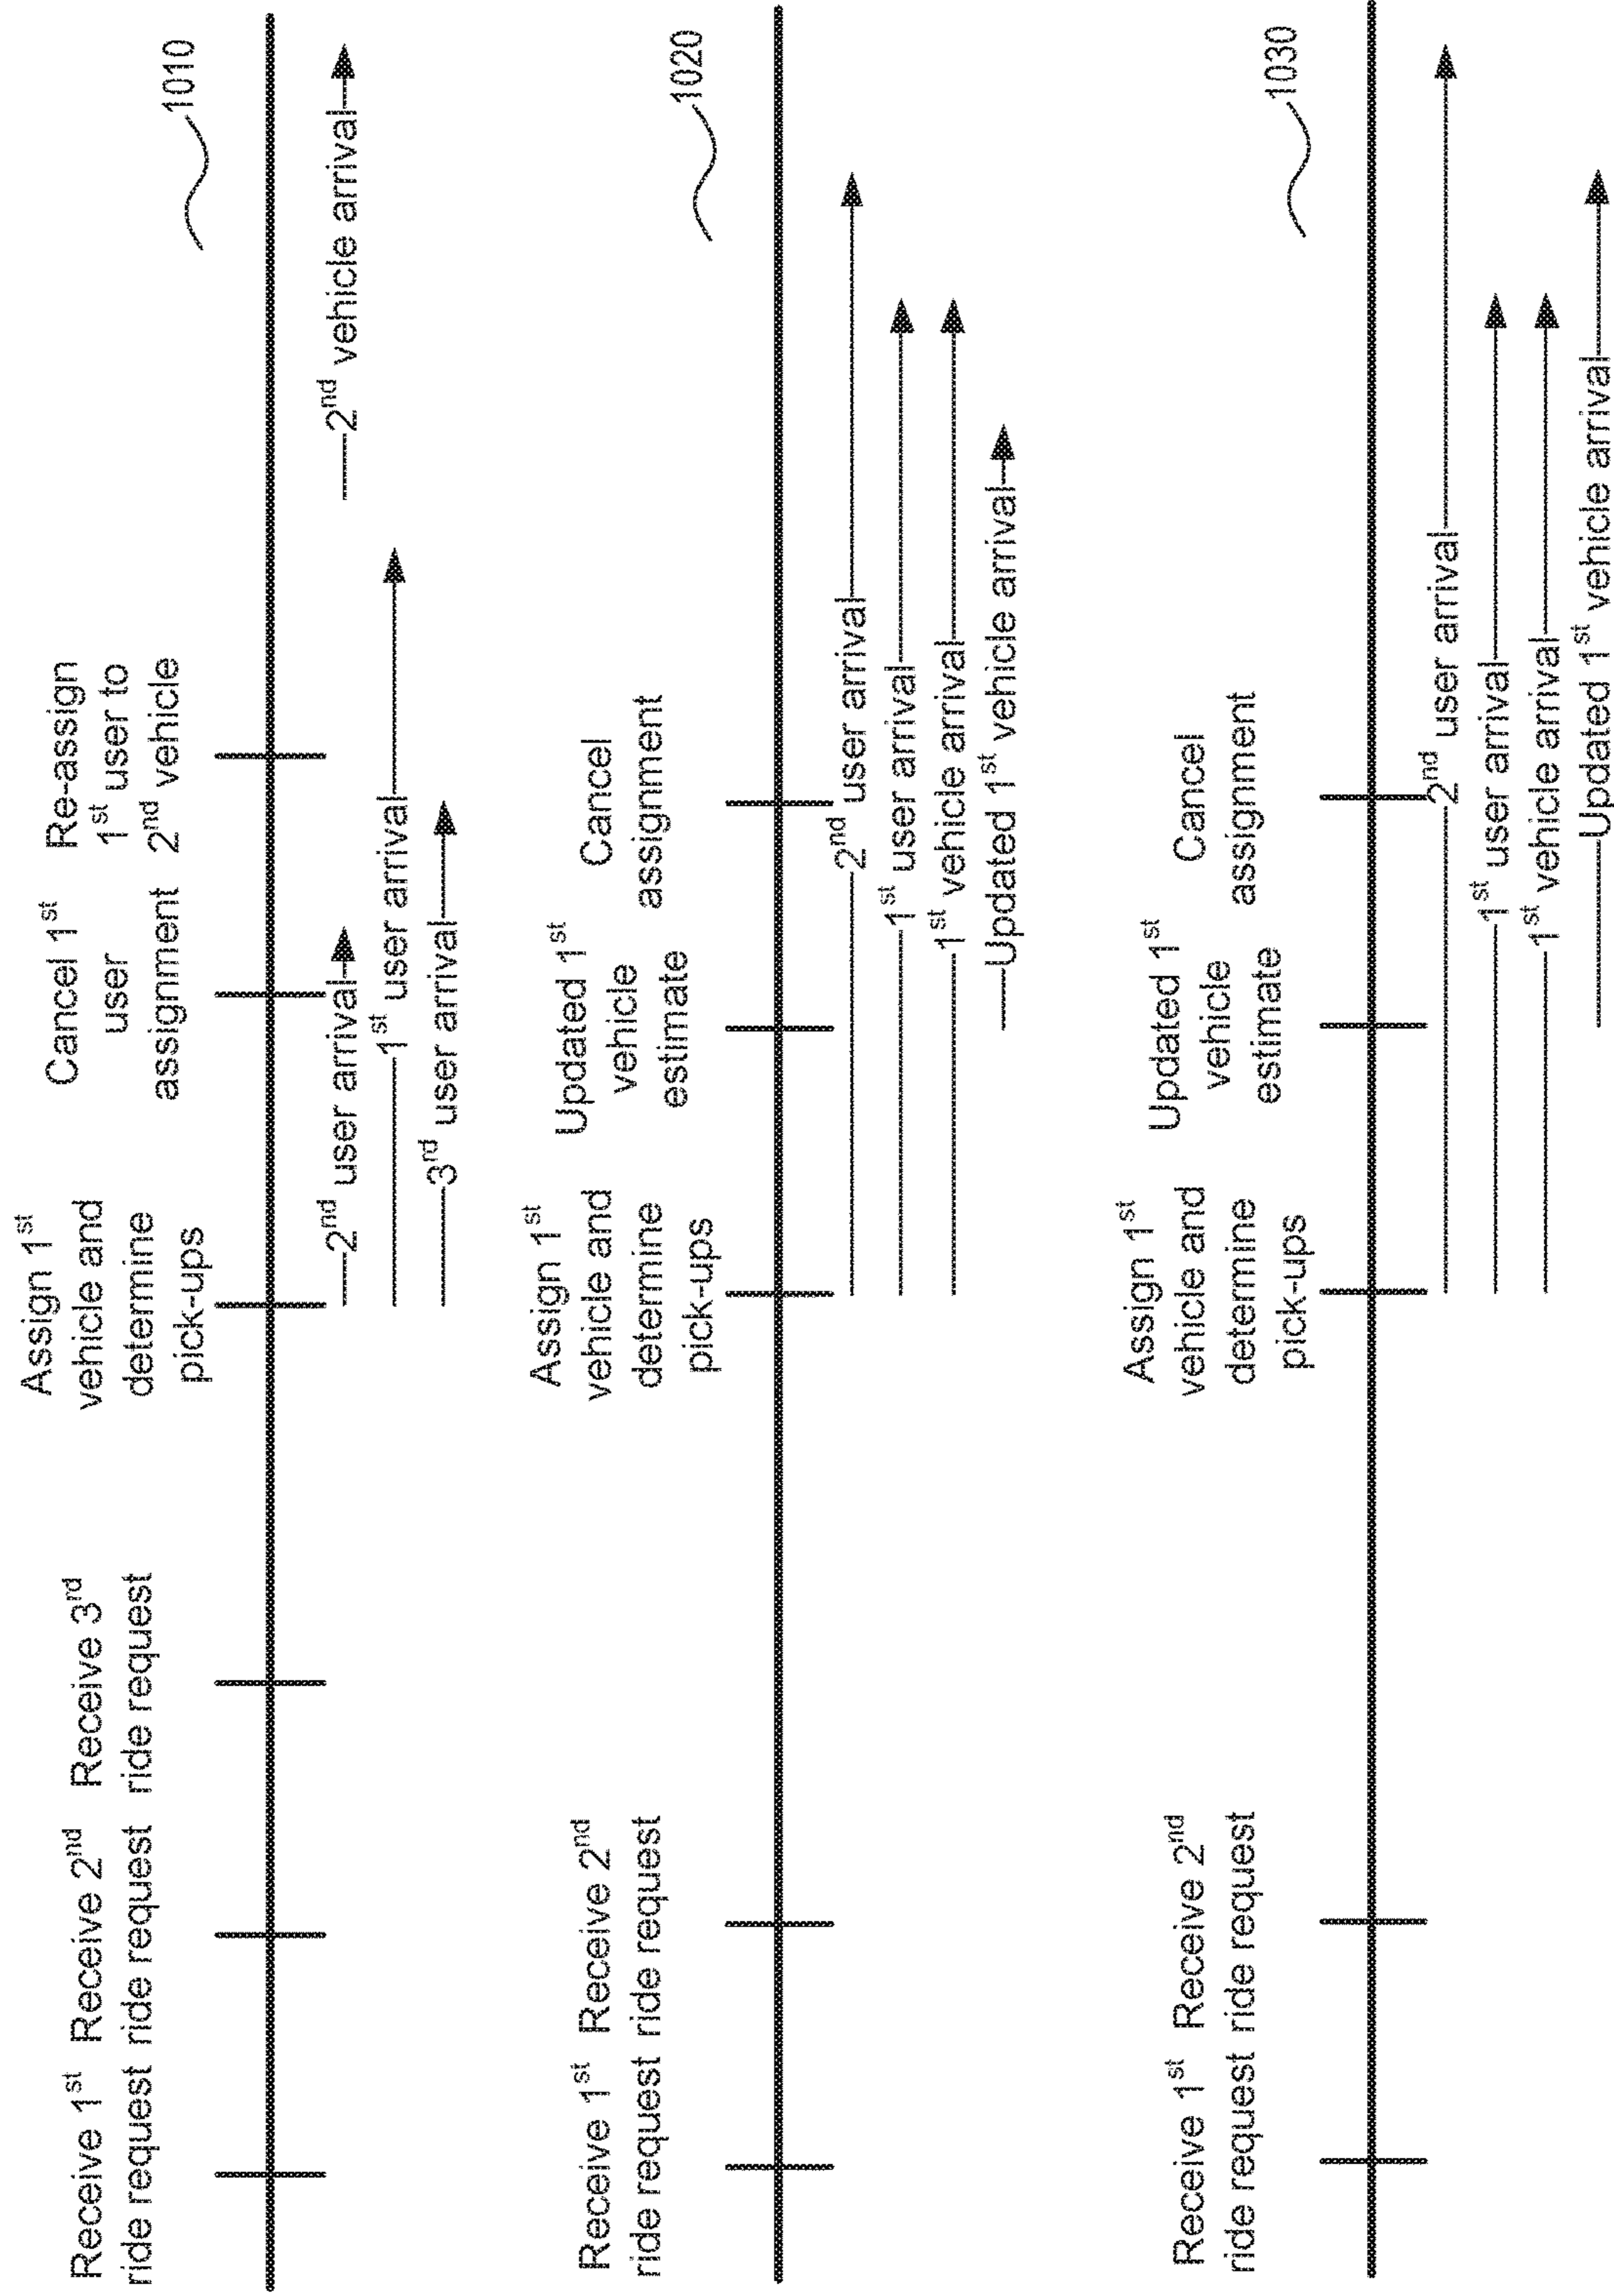 Receive 1st
ride request
Receive 2nd
ride request
Receive 3rd
ride request
Assign 1st
vehicle and
determine
pick-ups
Cancel 1st
user
assignment
Re-assign
1st user to
2nd vehicle
1010
2nd user arrival
2nd vehicle arrival
1st user arrival
3rd user arrival
Receive 1st
ride request
Receive 2nd
ride request
Assign 1st
vehicle and
determine
pick-ups
Updated 1st
vehicle
estimate
Cancel
assignment
1020
2nd user arrival
1st user arrival
1st vehicle arrival
Updated 1st vehicle arrival
Receive 1st
ride request
Receive 2nd
ride request
Assign 1st
vehicle and
determine
pick-ups
Updated 1st
vehicle
estimate
Cancel
assignment
1030
2nd user arrival
1st user arrival
1st vehicle arrival
Updated 1st vehicle arrival